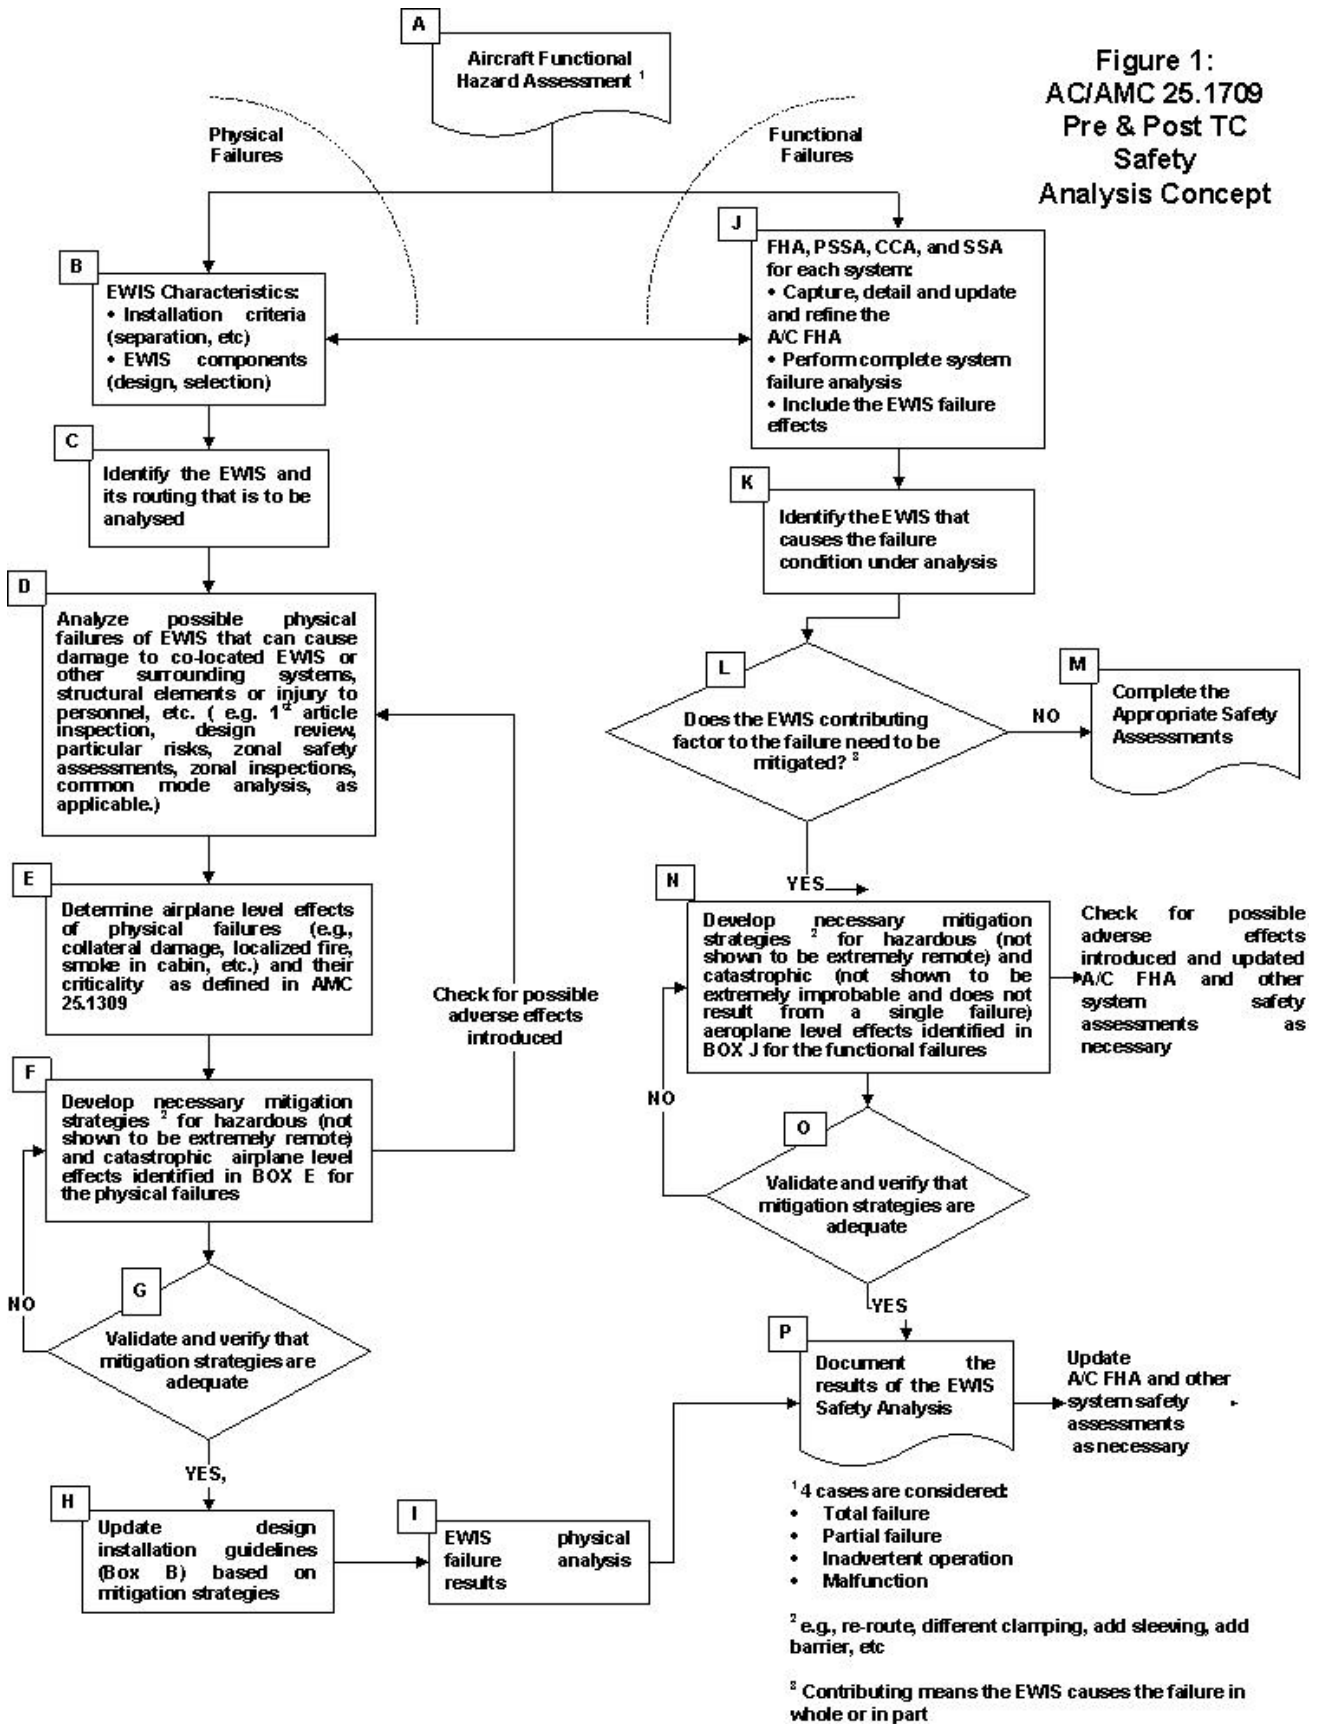 A
Aircraft Functional
Hazard Assessment 1
Figure 1:
AC/AMC 25.1709
Pre & Post TC
Safety
Analysis Concept
Physical
Failures
Functional
Failures
B
EWIS Characteristics:
• Installation criteria
(separation, etc)
• EWIS components
(design, selection)
J
FHA, PSSA, CCA, and SSA
for each system:
• Capture, detail and update
and refine the
A/C FHA
• Perform complete system
failure analysis
• Include the EWIS failure
effects
C
Identify the EWIS and
its routing that is to be
analysed
K
Identify the EWIS that
causes the failure
condition under analysis
D
Analyze possible physical
failures of EWIS that can cause
damage to co-located EWIS or
other surrounding systems,
structural elements or injury to
personnel, etc. ( e.g. 1st article
inspection, design review,
particular risks, zonal safety
assessments, zonal inspections,
common mode analysis, as
applicable.)
L
Does the EWIS contributing
factor to the failure need to be
mitigated? 3
NO
M
Complete the
Appropriate Safety
Assessments
YES
E
Determine airplane level effects
of physical failures (e.g.,
collateral damage, localized fire,
smoke in cabin, etc.) and their
criticality as defined in AMC
25.1309
Check for possible
adverse effects
introduced
N
Develop necessary mitigation
strategies 2 for hazardous (not
shown to be extremely remote) and
catastrophic (not shown to be
extremely improbable and does not
result from a single failure)
aeroplane level effects identified in
BOX J for the functional failures
Check for possible
adverse effects
introduced and updated
A/C FHA and other
system safety
assessments as
necessary
F
Develop necessary mitigation
strategies 2 for hazardous (not
shown to be extremely remote)
and catastrophic airplane level
effects identified in BOX E for
the physical failures
NO
O
Validate and verify that
mitigation strategies are
adequate
G
NO
Validate and verify that
mitigation strategies are
adequate
YES
P
Document the
results of the EWIS
Safety Analysis
Update
A/C FHA and other
system safety
assessments
as necessary
YES,
H
Update design
installation guidelines
(Box B) based on
mitigation strategies
I
EWIS physical
failure analysis
results
1 4 cases are considered:
• Total failure
• Partial failure
• Inadvertent operation
• Malfunction
2 e.g., re-route, different clamping, add sleeving, add
barrier, etc
3 Contributing means the EWIS causes the failure in
whole or in part